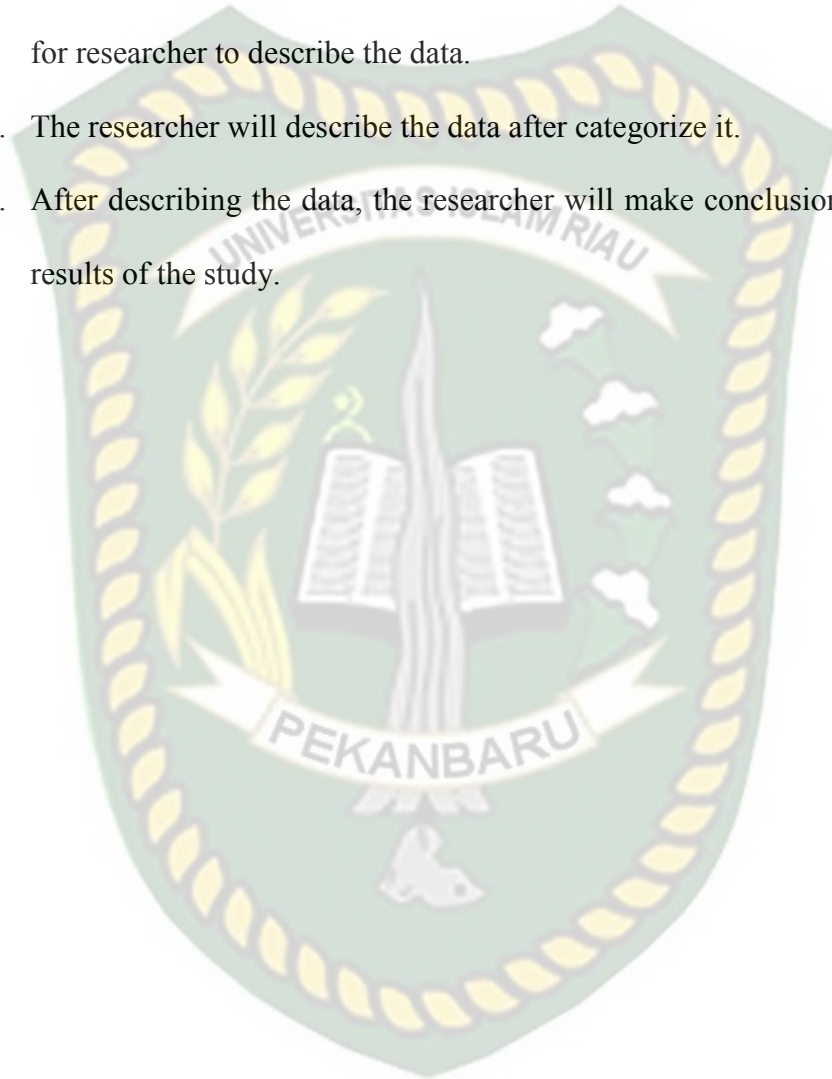 for researcher to describe the data.
. The researcher will describe the data after categorize it.
. After describing the data, the researcher will make conclusion
results of the study.
UNIVERSITAS ISLAM RIAU
PEKANBARU